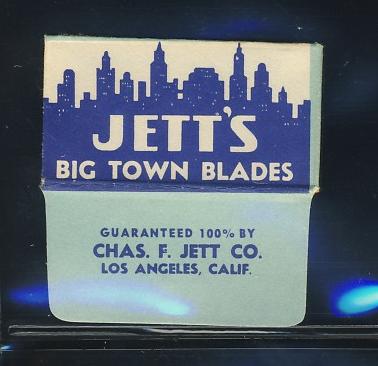 JETT'S
BIG TOWN BLADES
GUARANTEED 100% BY
CHAS. F. JETT CO.
LOS ANGELES, CALIF.